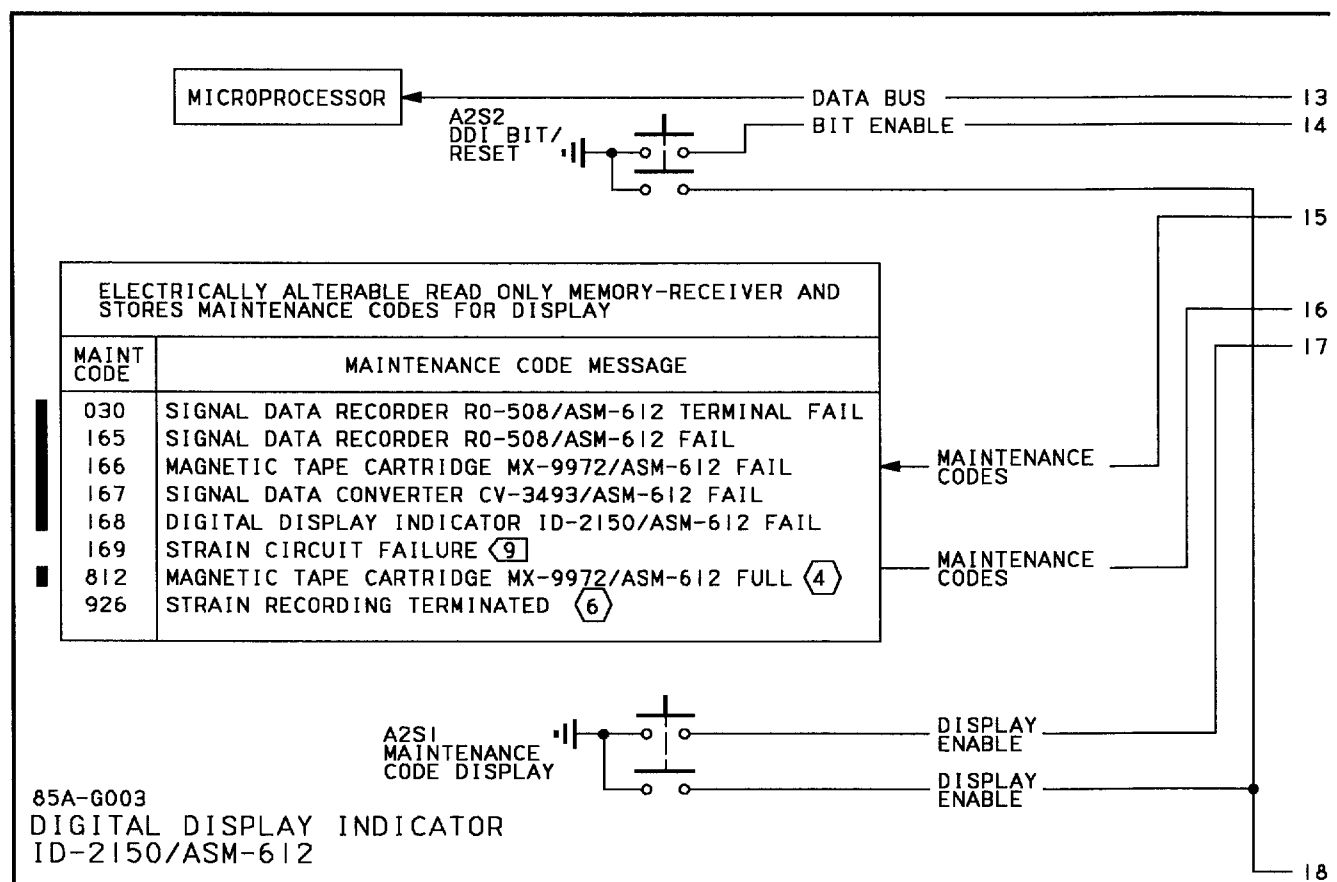 MICROPROCESSOR
DATA BUS
13
A2S2
DDI BIT/
RESET
BIT ENABLE
14
15
ELECTRICALLY ALTERABLE READ ONLY MEMORY-RECEIVER AND
STORES MAINTENANCE CODES FOR DISPLAY
16
17
MAINT
CODE
MAINTENANCE CODE MESSAGE
030 SIGNAL DATA RECORDER RO-508/ASM-612 TERMINAL FAIL
165 SIGNAL DATA RECORDER RO-508/ASM-612 FAIL
166 MAGNETIC TAPE CARTRIDGE MX-9972/ASM-612 FAIL
167 SIGNAL DATA CONVERTER CV-3493/ASM-612 FAIL
168 DIGITAL DISPLAY INDICATOR ID-2150/ASM-612 FAIL
169 STRAIN CIRCUIT FAILURE 9
812 MAGNETIC TAPE CARTRIDGE MX-9972/ASM-612 FULL 4
926 STRAIN RECORDING TERMINATED 6
MAINTENANCE
CODES
MAINTENANCE
CODES
A2S1
MAINTENANCE
CODE DISPLAY
DISPLAY
ENABLE
DISPLAY
ENABLE
85A-G003
DIGITAL DISPLAY INDICATOR
ID-2150/ASM-612
18